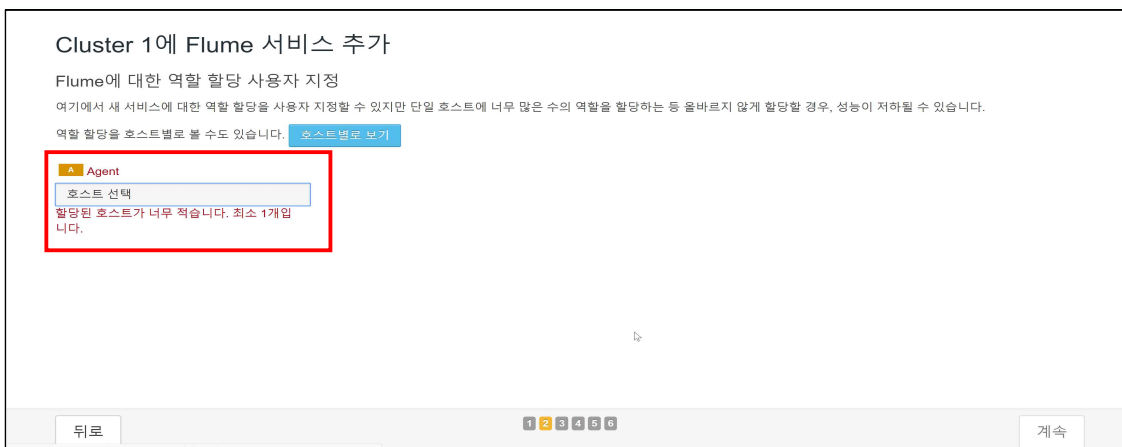 Cluster 1에 Flume 서비스 추가
Flume에 대한 역할 할당 사용자 지정
여기에서 새 서비스에 대한 역할 할당을 사용자 지정할 수 있지만 단일 호스트에 너무 많은 수의 역할을 할당하는 등 올바르지 않게 할당할 경우, 성능이 저하될 수 있습니다.
역할 할당을 호스트별로 볼 수도 있습니다. 호스트별로 보기
A Agent
호스트 선택
할당된 호스트가 너무 적습니다. 최소 1개입
니다.
뒤로 1 2 3 4 5 6 계속